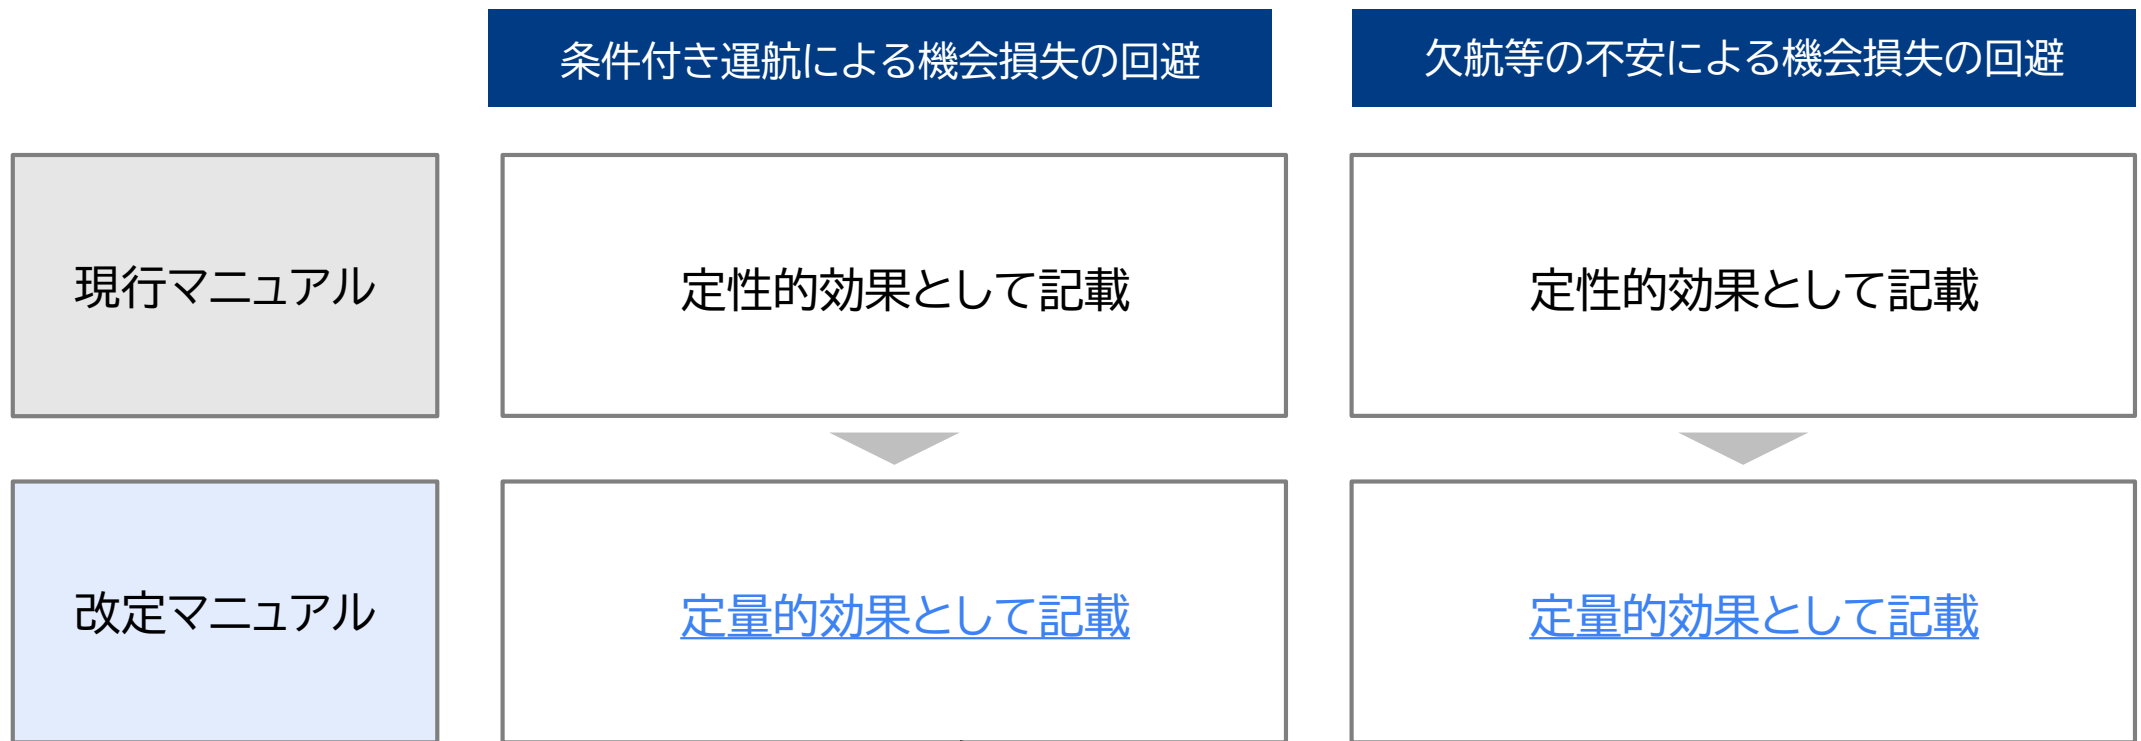 条件付き運航による機会損失の回避
欠航等の不安による機会損失の回避
現行マニュアル
定性的効果として記載
定性的効果として記載
改定マニュアル
定量的効果として記載
定量的効果として記載